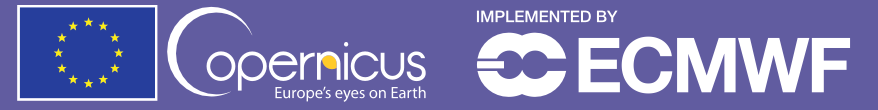 Copernicus
Europe's eyes on Earth
IMPLEMENTED BY
ECMWF